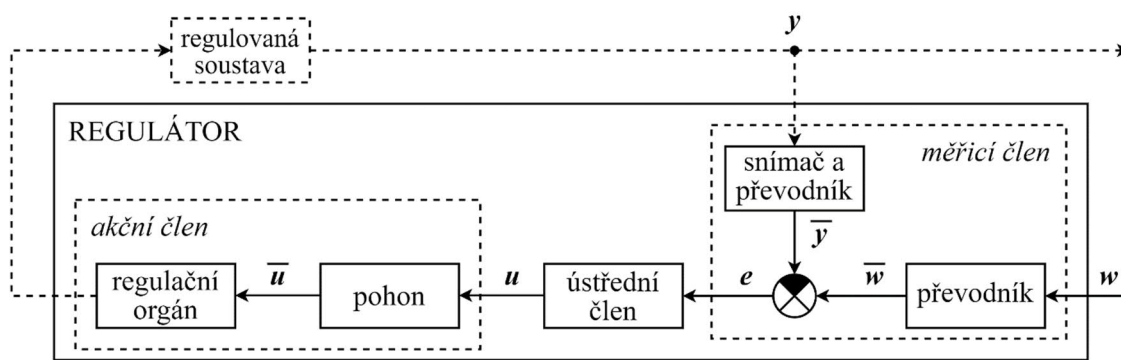 regulovaná
soustava
y
REGULÁTOR
měřicí člen
snímač a
převodník
y̅
akční člen
regulační
orgán
u̅
pohon
u
ústřední
člen
e
w̅
převodník
w